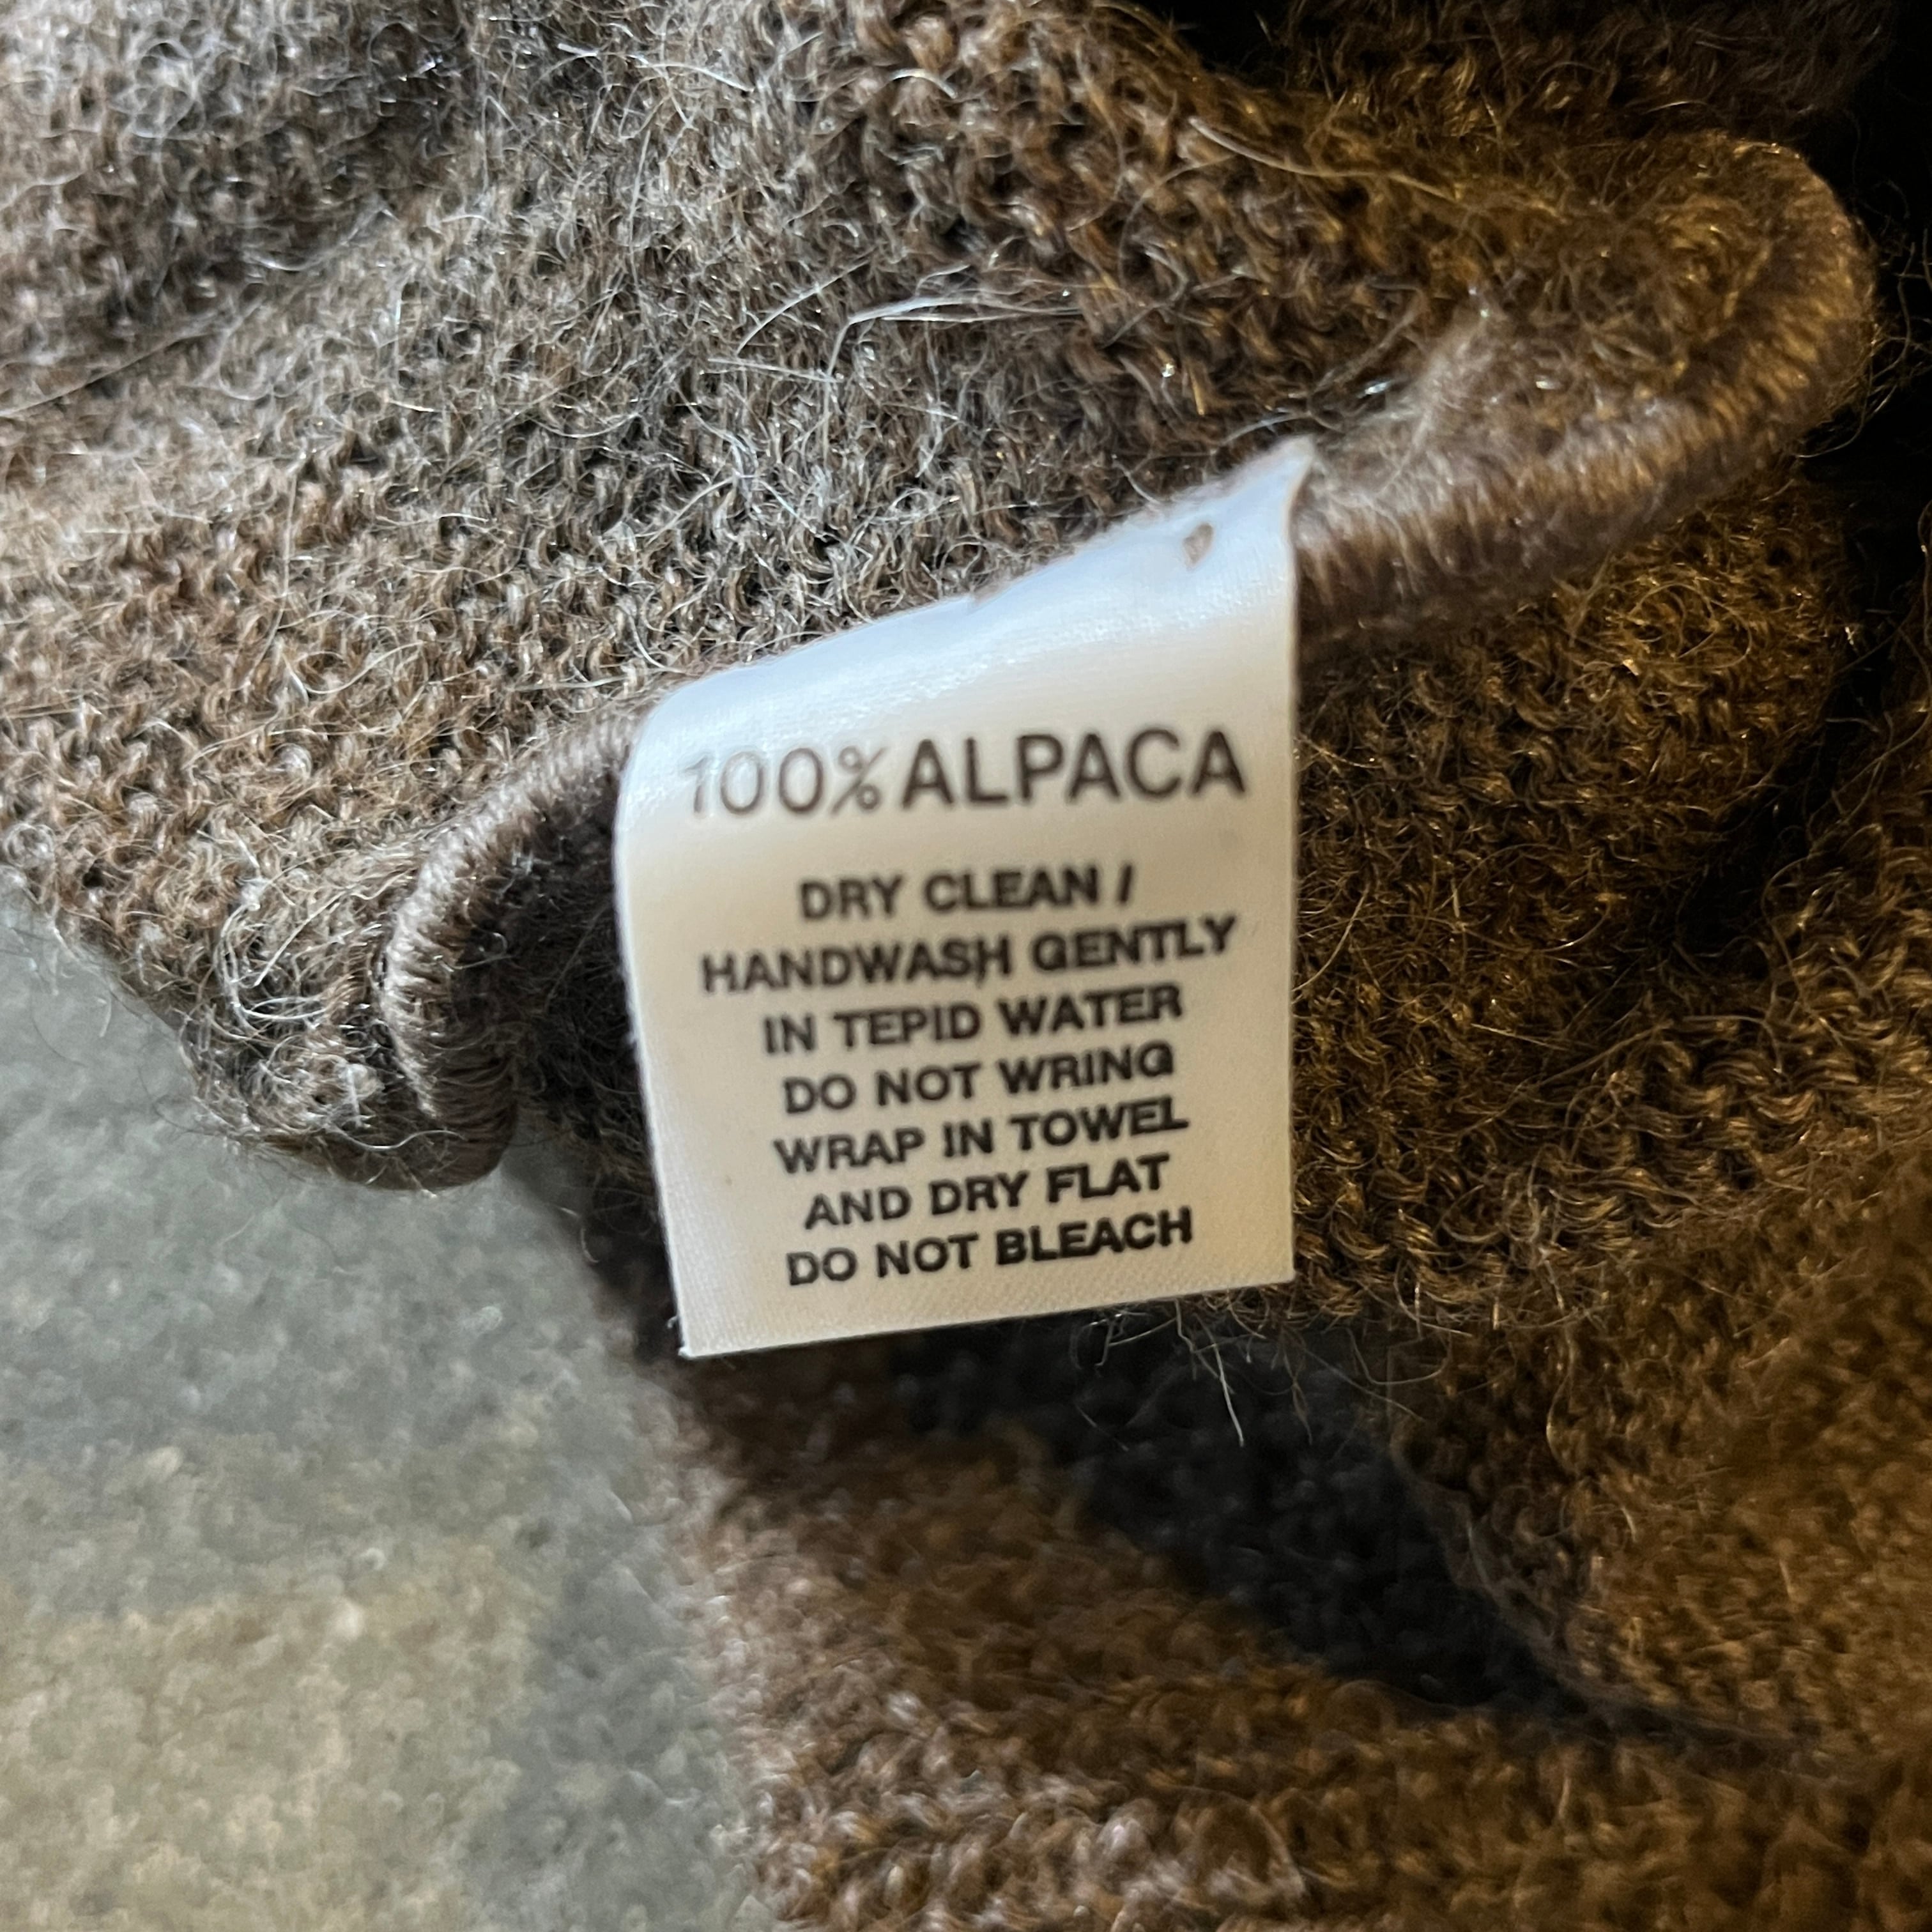 100% ALPACA
DRY CLEAN /
HANDWASH GENTLY
IN TEPID WATER
DO NOT WRING
WRAP IN TOWEL
AND DRY FLAT
DO NOT BLEACH